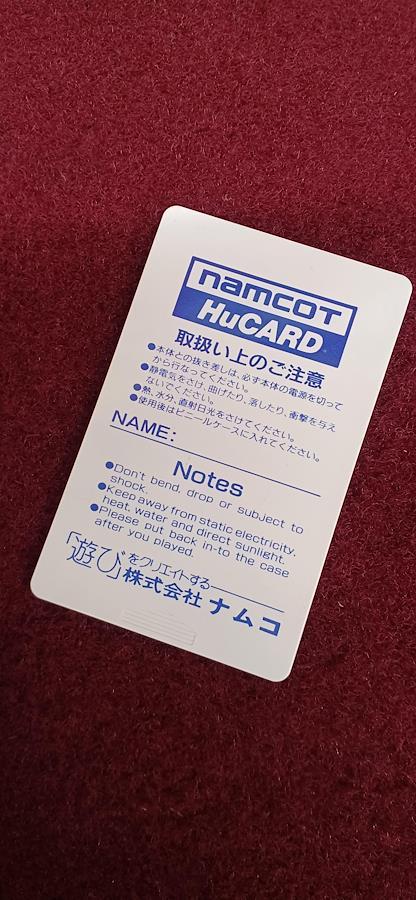 namcot
HuCARD
取扱い上のご注意
●本体との抜き差しは、必ず本体の電源を切って
から行なってください。
●静電気をさけ、曲げたり、落したり、衝撃を与え
ないでください。
●熱、水分、直射日光をさけてください。
●使用後はビニールケースに入れてください。
NAME:
Notes
●Don't bend, drop or subject to
shock.
●Keep away from static electricity,
heat, water and direct sunlight.
●Please put back in-to the case
after you played.
「遊び」をクリエイトする
株式会社 ナムコ